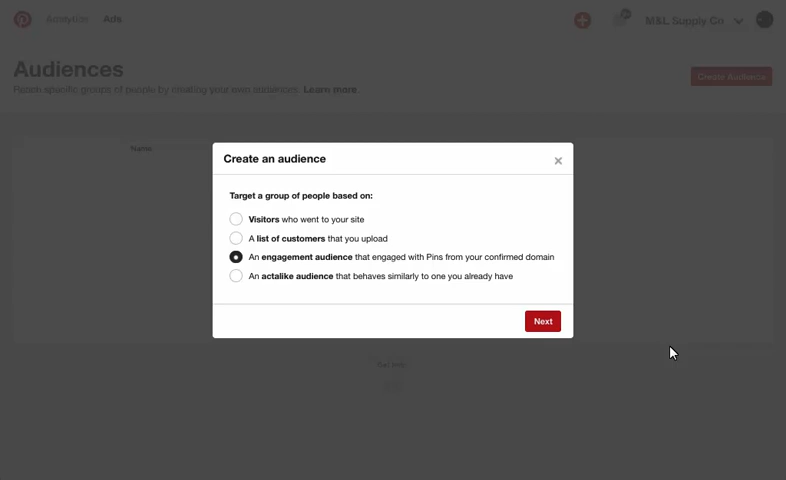 Analytics Ads
M&L Supply Co
Audiences
Reach specific groups of people by creating your own audiences. Learn more.
Create Audience
Name
Create an audience
Target a group of people based on:
Visitors who went to your site
A list of customers that you upload
An engagement audience that engaged with Pins from your confirmed domain
An actalike audience that behaves similarly to one you already have
Next